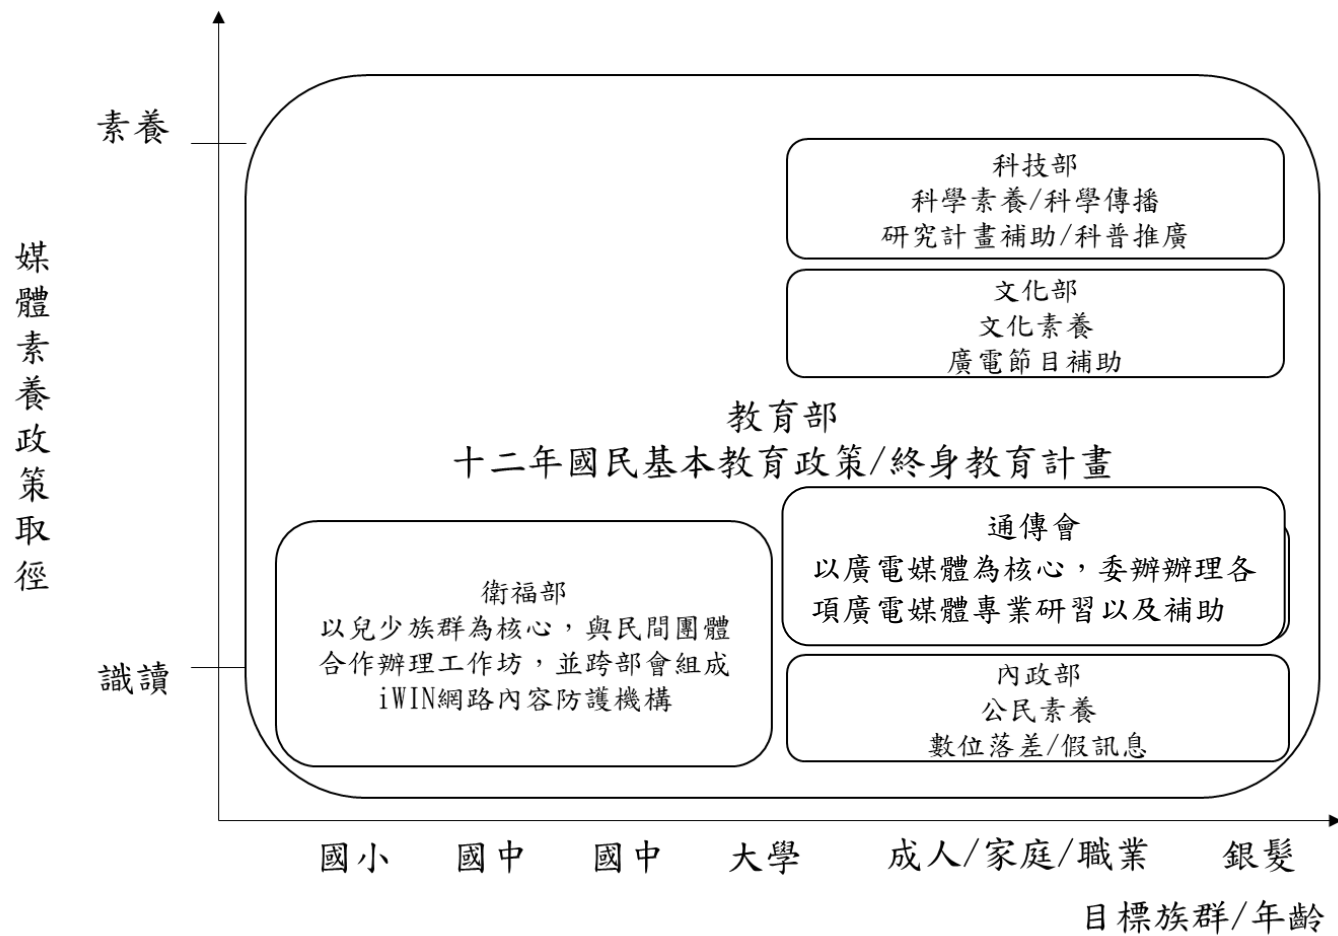 素養
媒體素養政策取徑
識讀
科技部
科學素養/科學傳播
研究計畫補助/科普推廣
文化部
文化素養
廣電節目補助
教育部
十二年國民基本教育政策/終身教育計畫
衛福部
以兒少族群為核心，與民間團體
合作辦理工作坊，並跨部會組成
iWIN網路內容防護機構
通傳會
以廣電媒體為核心，委辦辦理各
項廣電媒體專業研習以及補助
內政部
公民素養
數位落差/假訊息
國小 國中 國中 大學 成人/家庭/職業 銀髮
目標族群/年齡